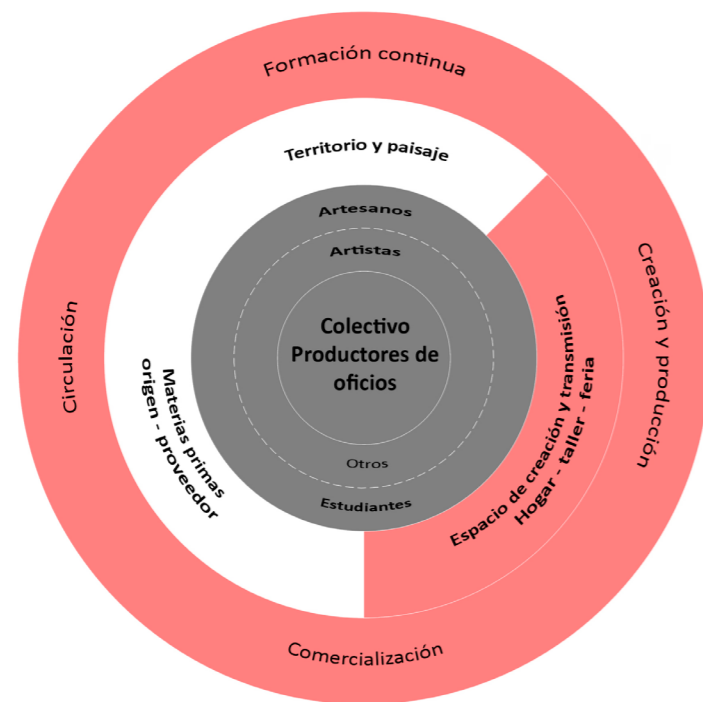 Formación continua
Territorio y paisaje
Artesanos
Artistas
Colectivo
Productores de
oficios
Otros
Estudiantes
Circulación
Materias primas
origen - proveedor
Espacio de creación y transmisión
Hogar - taller - feria
Creación y producción
Comercialización